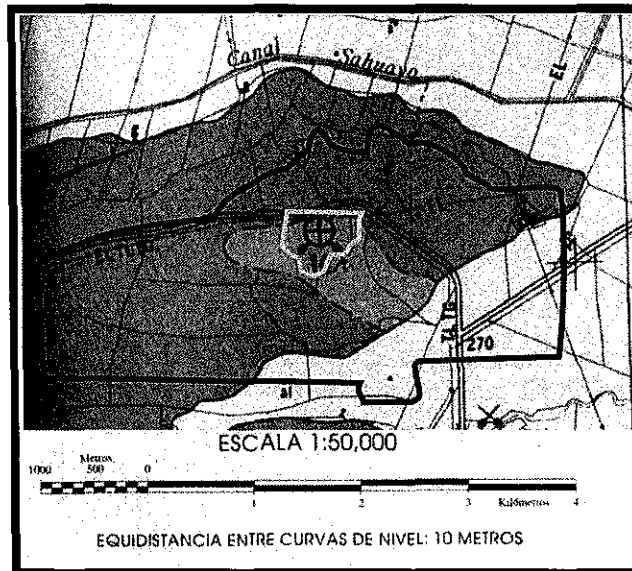 Canal Sahuayo
EL
270
ESCALA 1:50,000
Metros
1000 500 0
1 2 3 Kilómetros 4
EQUIDISTANCIA ENTRE CURVAS DE NIVEL: 10 METROS